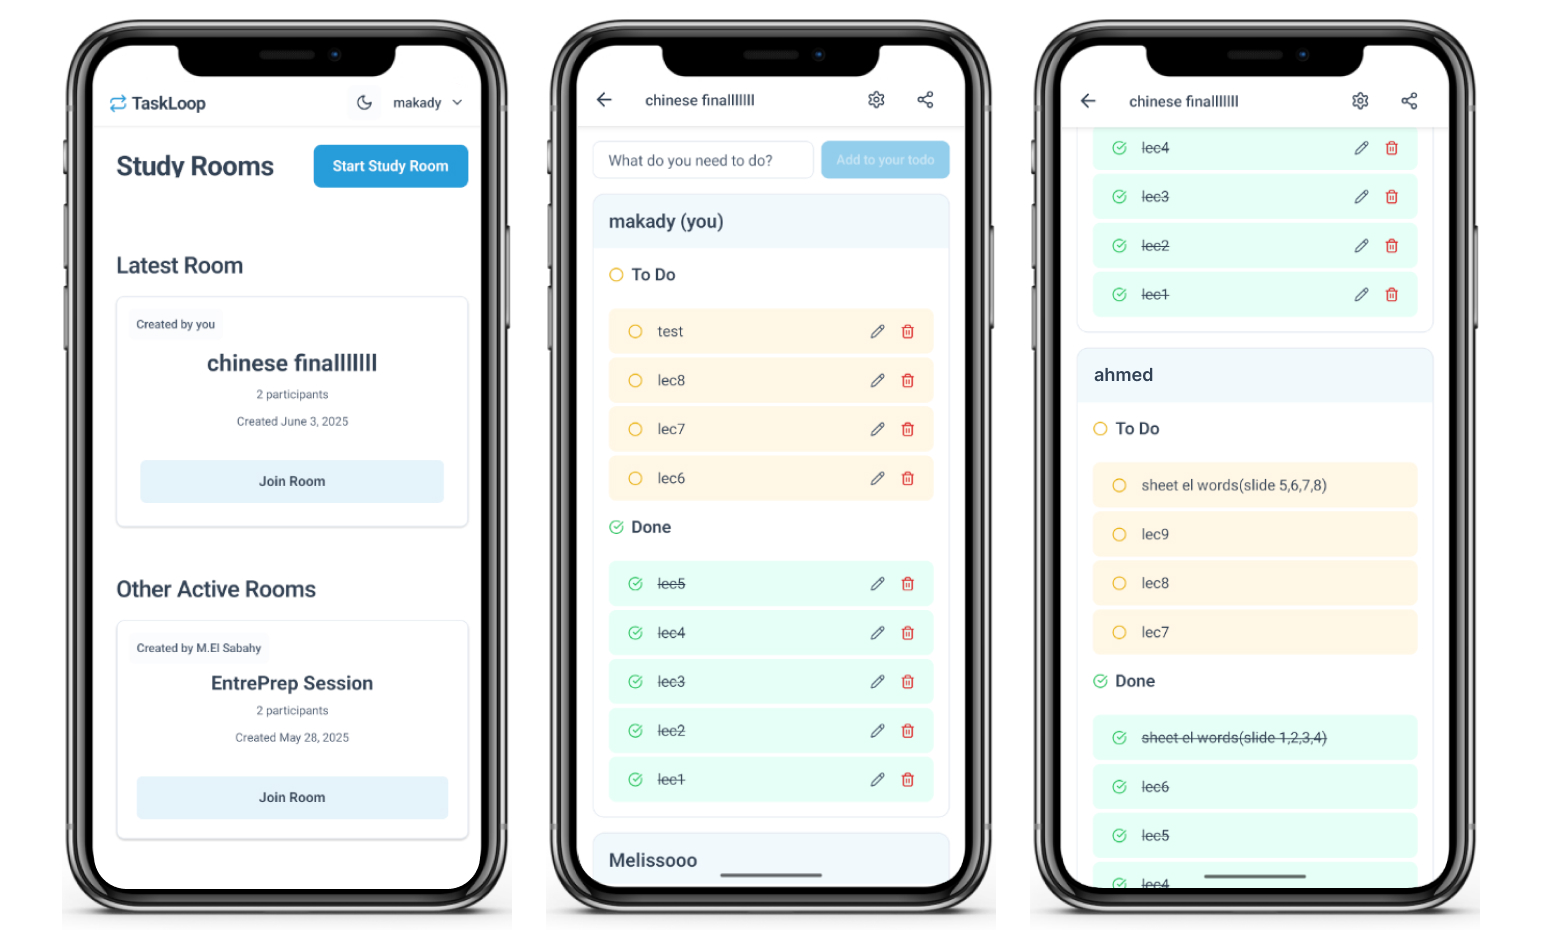 TaskLoop
makady
Study Rooms
Start Study Room
Latest Room
Created by you
chinese finalllllll
2 participants
Created June 3, 2025
Join Room
Other Active Rooms
Created by M.El Sabahy
EntrePrep Session
2 participants
Created May 28, 2025
Join Room
chinese finalllllll
What do you need to do?
Add to your todo
makady (you)
To Do
test
lec8
lec7
lec6
Done
lec5
lec4
lec3
lec2
lec1
Melissooo
chinese finalllllll
lec4
lec3
lec2
lec1
ahmed
To Do
sheet el words(slide 5,6,7,8)
lec9
lec8
lec7
Done
sheet el words(slide 1,2,3,4)
lec6
lec5
lec4